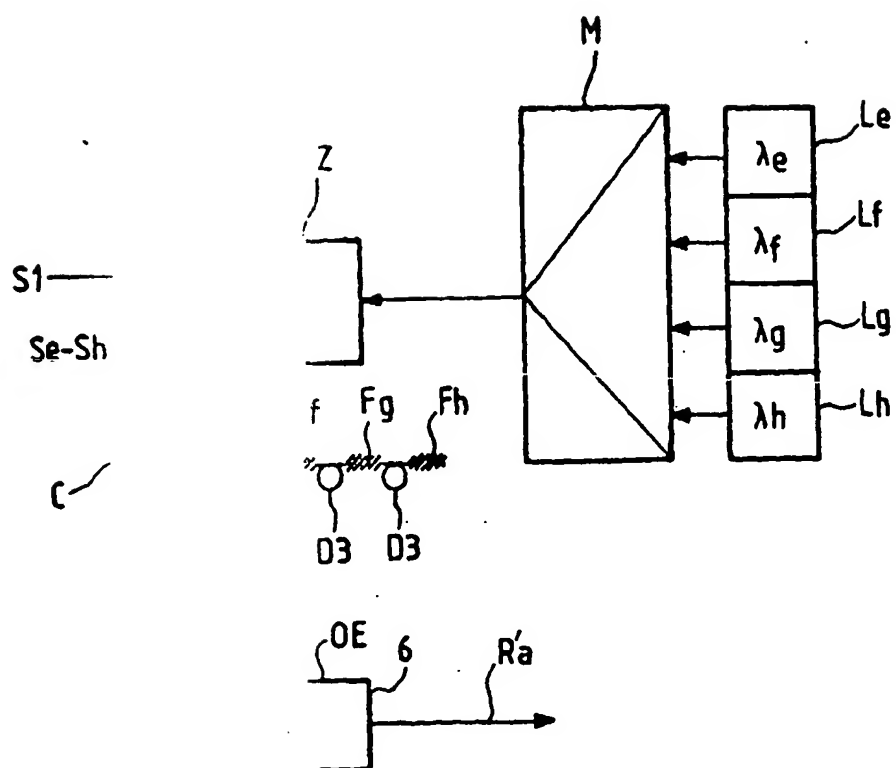 M
Le
λe
Z
Lf
λf
S1
Lg
λg
Se-Sh
Lh
λh
f Fg Fh
C
D3 D3
OE 6 R'a